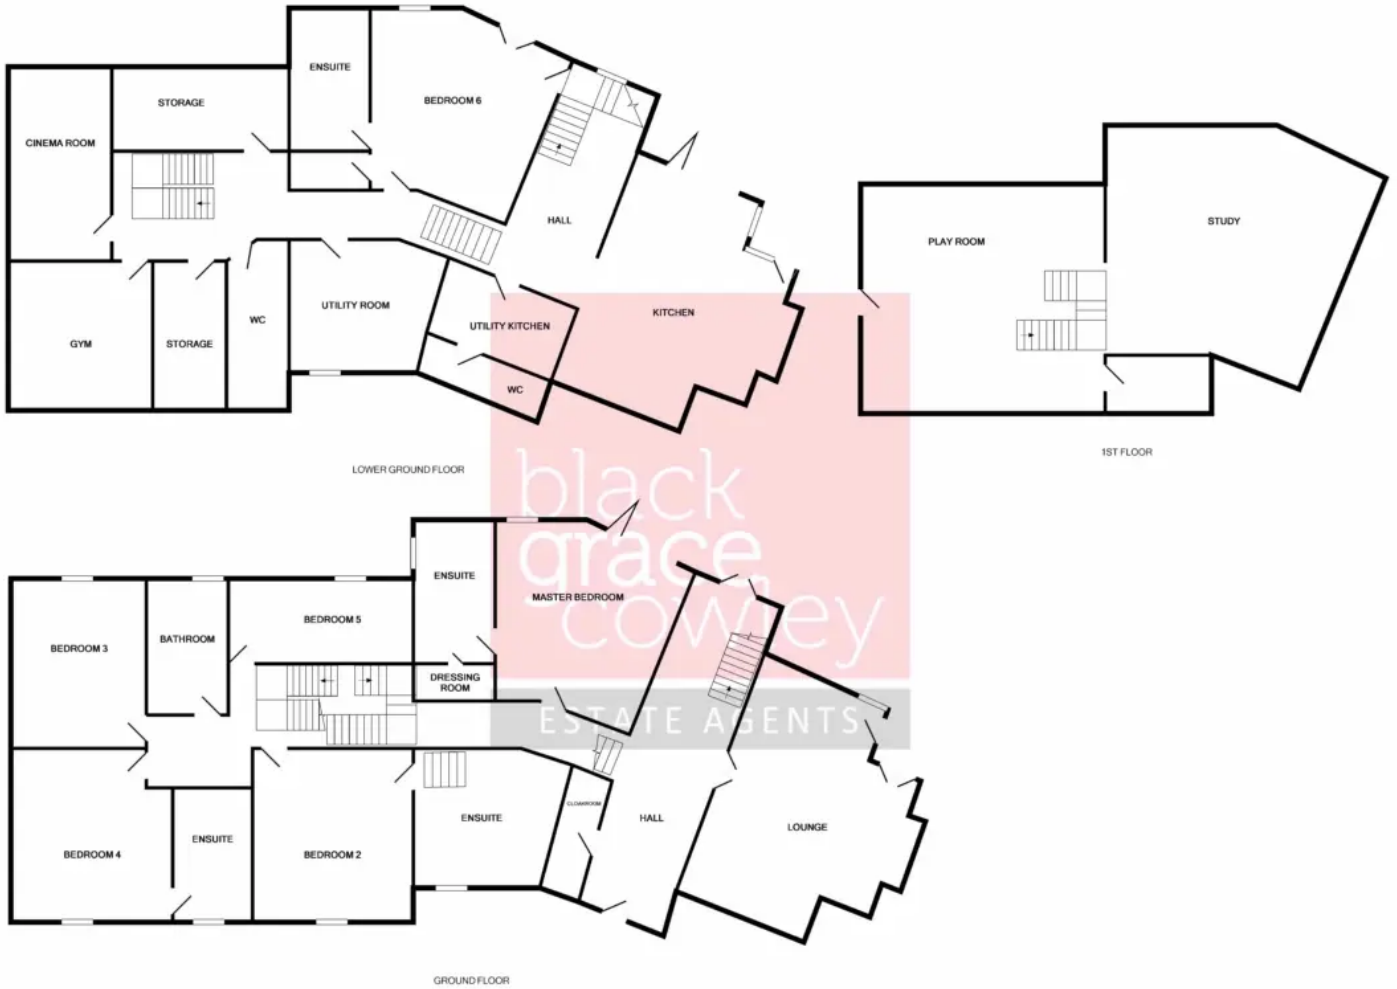 ENSUITE
BEDROOM 6
STORAGE
CINEMA ROOM
HALL
UTILITY ROOM
KITCHEN
UTILITY KITCHEN
WC
GYM
STORAGE
WC
LOWER GROUND FLOOR
STUDY
PLAY ROOM
1ST FLOOR
black
grace
cowley
ESTATE AGENTS
ENSUITE
MASTER BEDROOM
BEDROOM 5
BATHROOM
BEDROOM 3
DRESSING
ROOM
CLOAKROOM
HALL
ENSUITE
LOUNGE
ENSUITE
BEDROOM 4
BEDROOM 2
GROUND FLOOR